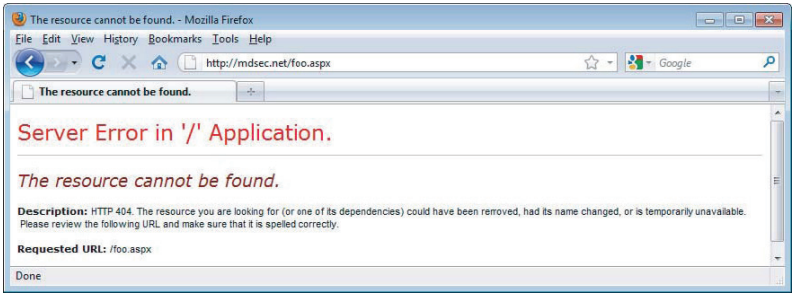 The resource cannot be found. - Mozilla Firefox
File Edit View History Bookmarks Tools Help
http://mdsec.net/foo.aspx Google
The resource cannot be found.
Server Error in '/' Application.
The resource cannot be found.
Description: HTTP 404. The resource you are looking for (or one of its dependencies) could have been removed, had its name changed, or is temporarily unavailable.
Please review the following URL and make sure that it is spelled correctly.
Requested URL: /foo.aspx
Done